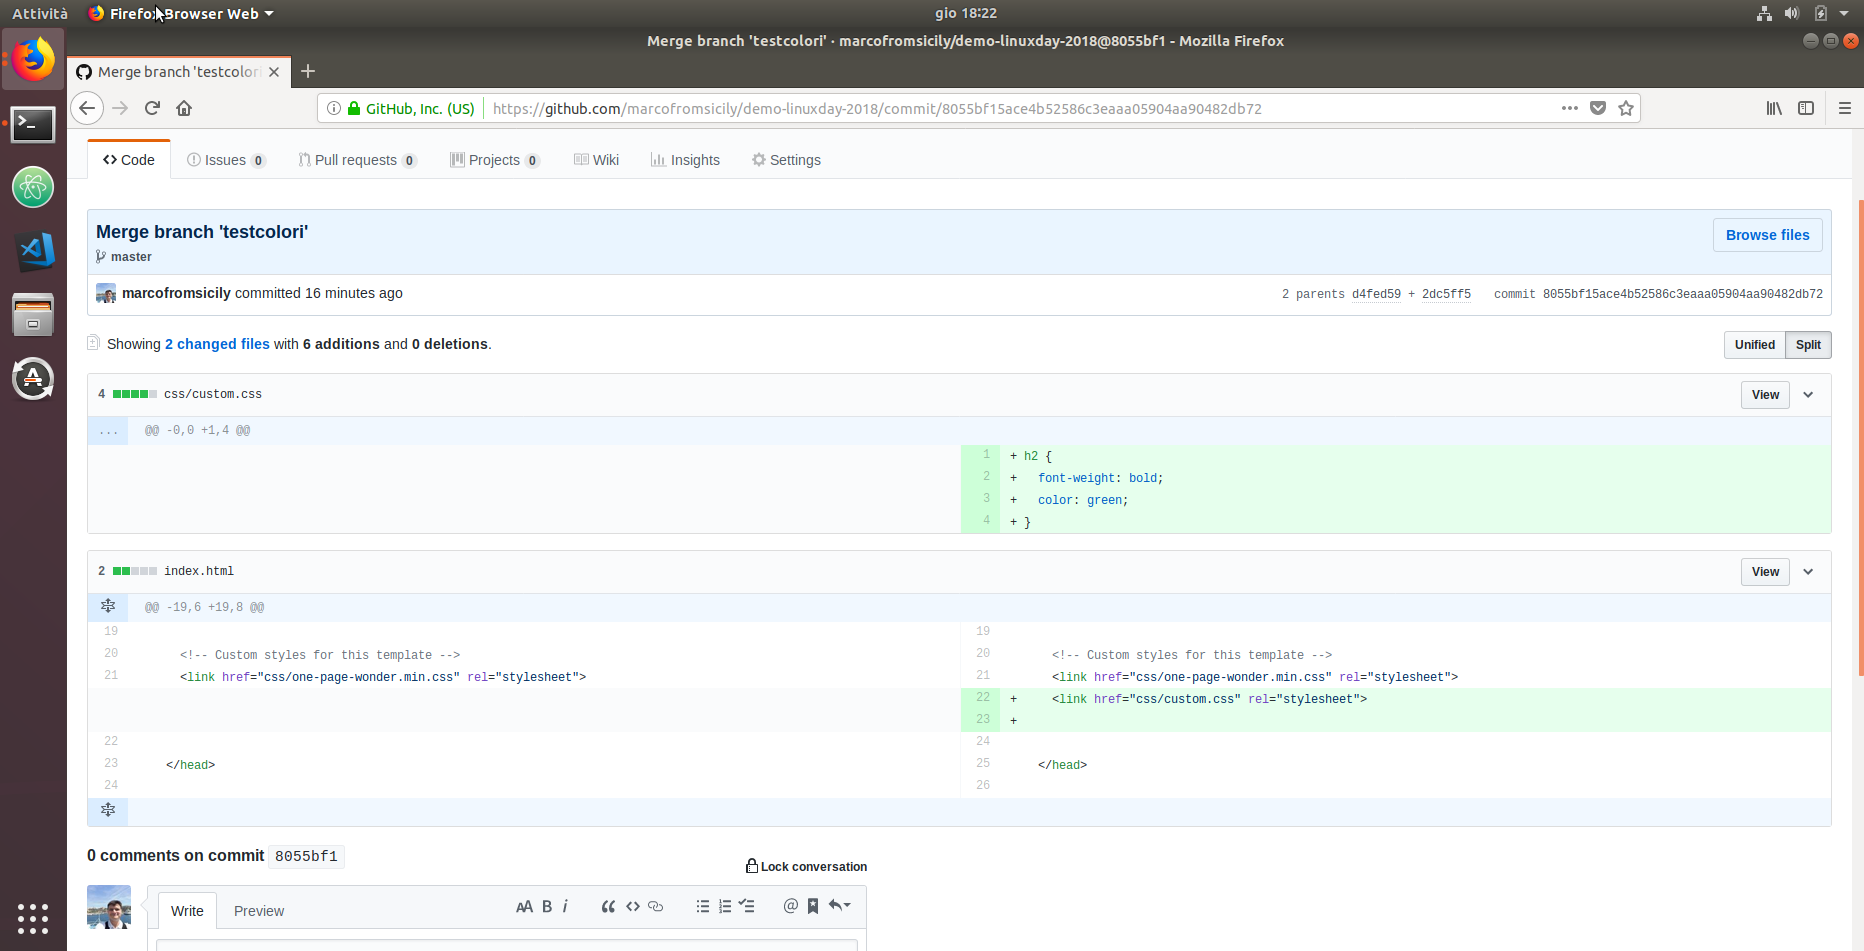 Attività Firefox Browser Web gio 18:22
Merge branch 'testcolori' · marcofromsicily/demo-linuxday-2018@8055bf1 - Mozilla Firefox
Merge branch 'testcolori
GitHub, Inc. (US) https://github.com/marcofromsicily/demo-linuxday-2018/commit/8055bf15ace4b52586c3eaaa05904aa90482db72
Code Issues 0 Pull requests 0 Projects 0 Wiki Insights Settings
Merge branch 'testcolori'
Browse files
master
marcofromsicily committed 16 minutes ago 2 parents d4fed59 + 2dc5ff5 commit 8055bf15ace4b52586c3eaaa05904aa90482db72
Showing 2 changed files with 6 additions and 0 deletions. Unified Split
4 css/custom.css View
... @@ -0,0 +1,4 @@
1 + h2 {
2 + font-weight: bold;
3 + color: green;
4 + }
2 index.html View
@@ -19,6 +19,8 @@
19 19
20 <!-- Custom styles for this template --> 20 <!-- Custom styles for this template -->
21 <link href="css/one-page-wonder.min.css" rel="stylesheet"> 21 <link href="css/one-page-wonder.min.css" rel="stylesheet">
22 + <link href="css/custom.css" rel="stylesheet">
23 +
22 24
23 </head> 25 </head>
24 26
0 comments on commit 8055bf1
Lock conversation
Write Preview AA B i